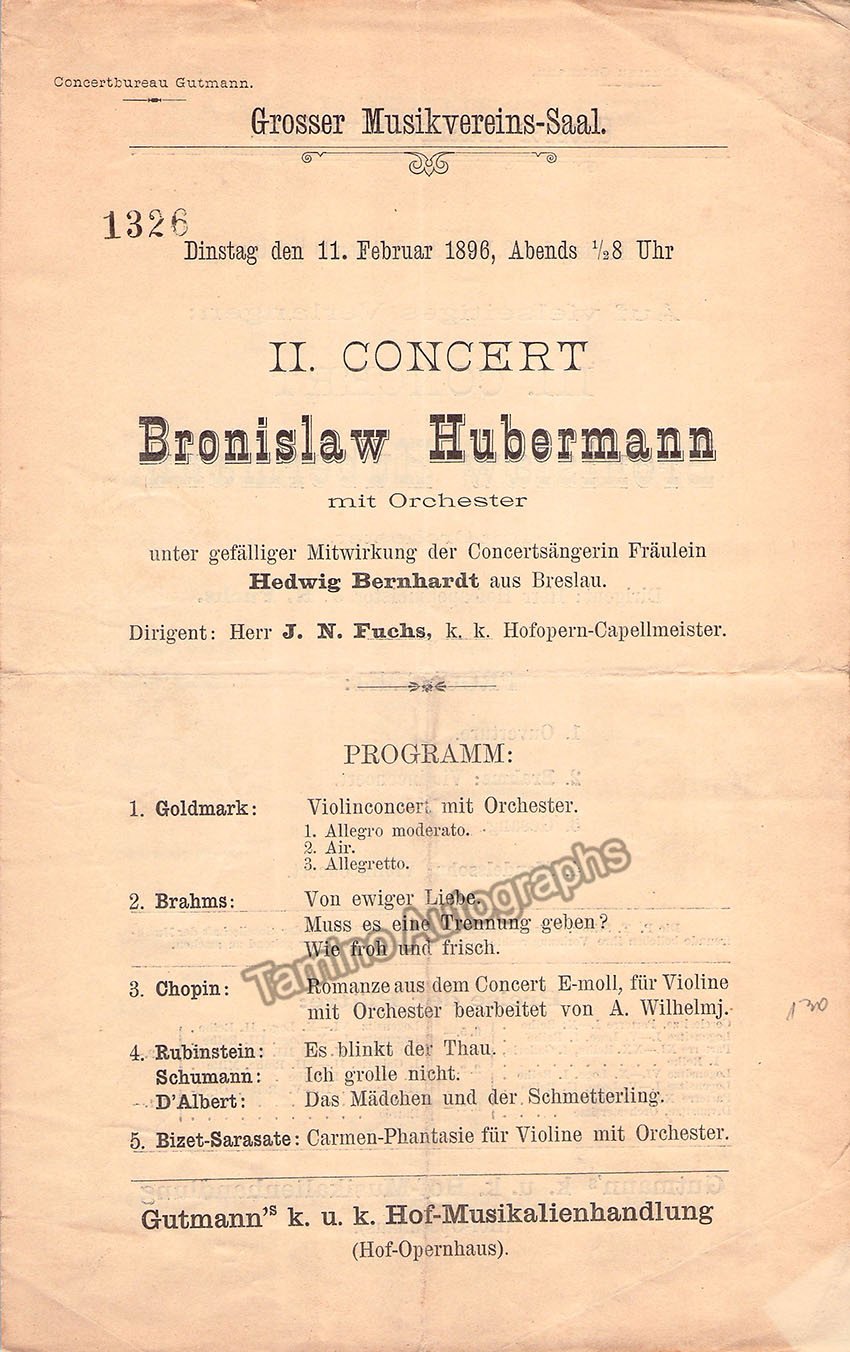 Concertbureau Gutmann.
Grosser Musikvereins-Saal.
1326
Dinstag den 11. Februar 1896, Abends ½8 Uhr
II. CONCERT
Bronislaw Hubermann
mit Orchester
unter gefälliger Mitwirkung der Concertsängerin Fräulein
Hedwig Bernhardt aus Breslau.
Dirigent: Herr J. N. Fuchs, k. k. Hofopern-Capellmeister.
PROGRAMM:
1. Goldmark: Violinconcert mit Orchester.
1. Allegro moderato.
2. Air.
3. Allegretto.
2. Brahms: Von ewiger Liebe.
Muss es eine Trennung geben?
Wie froh und frisch.
3. Chopin: Romanze aus dem Concert E-moll, für Violine
mit Orchester bearbeitet von A. Wilhelmj.
130
4. Rubinstein: Es blinkt der Thau.
Schumann: Ich grolle nicht.
D'Albert: Das Mädchen und der Schmetterling.
5. Bizet-Sarasate: Carmen-Phantasie für Violine mit Orchester.
Gutmann's k. u. k. Hof-Musikalienhandlung
(Hof-Opernhaus).
Tamino Autographs